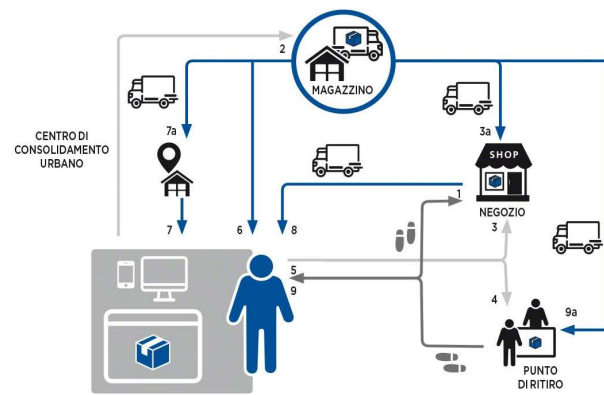 2
MAGAZZINO
7a
3a
CENTRO DI
CONSOLIDAMENTO
URBANO
SHOP
1
NEGOZIO
7
6
8
3
5
9
4
9a
PUNTO
DI RITIRO